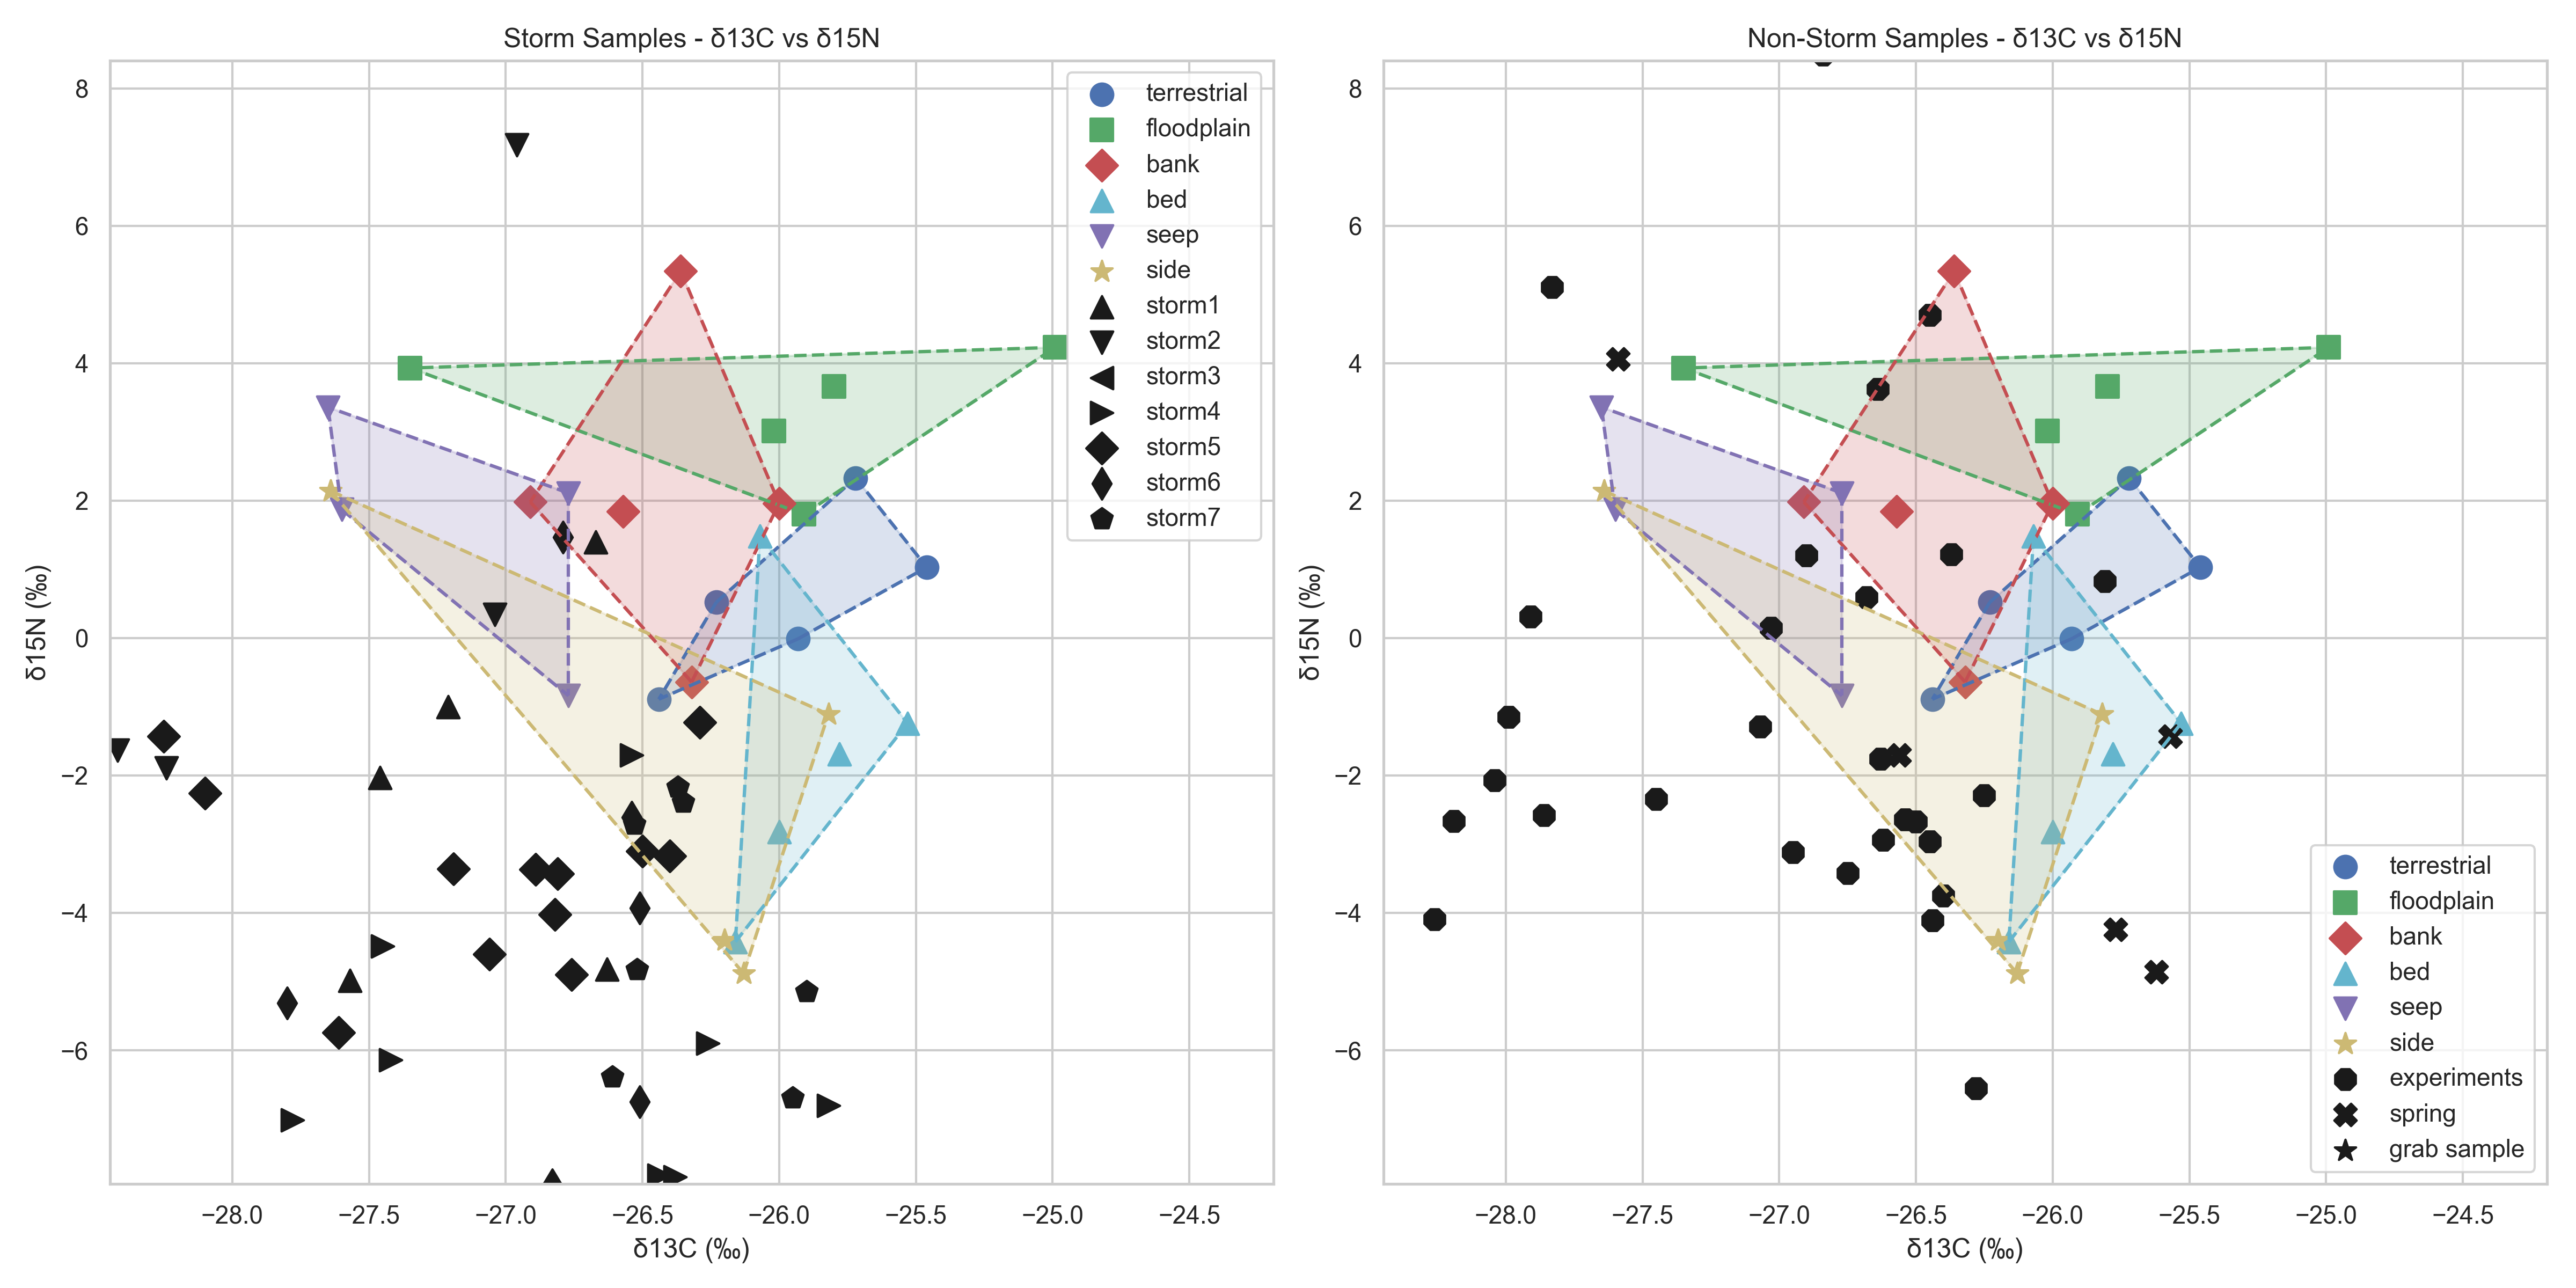 Storm Samples - δ13C vs δ15N
8
6
4
2
0
−2
−4
−6
δ15N (‰)
−28.0 −27.5 −27.0 −26.5 −26.0 −25.5 −25.0 −24.5
δ13C (‰)
terrestrial
floodplain
bank
bed
seep
side
storm1
storm2
storm3
storm4
storm5
storm6
storm7
Non-Storm Samples - δ13C vs δ15N
8
6
4
2
0
−2
−4
−6
δ15N (‰)
−28.0 −27.5 −27.0 −26.5 −26.0 −25.5 −25.0 −24.5
δ13C (‰)
terrestrial
floodplain
bank
bed
seep
side
experiments
spring
grab sample